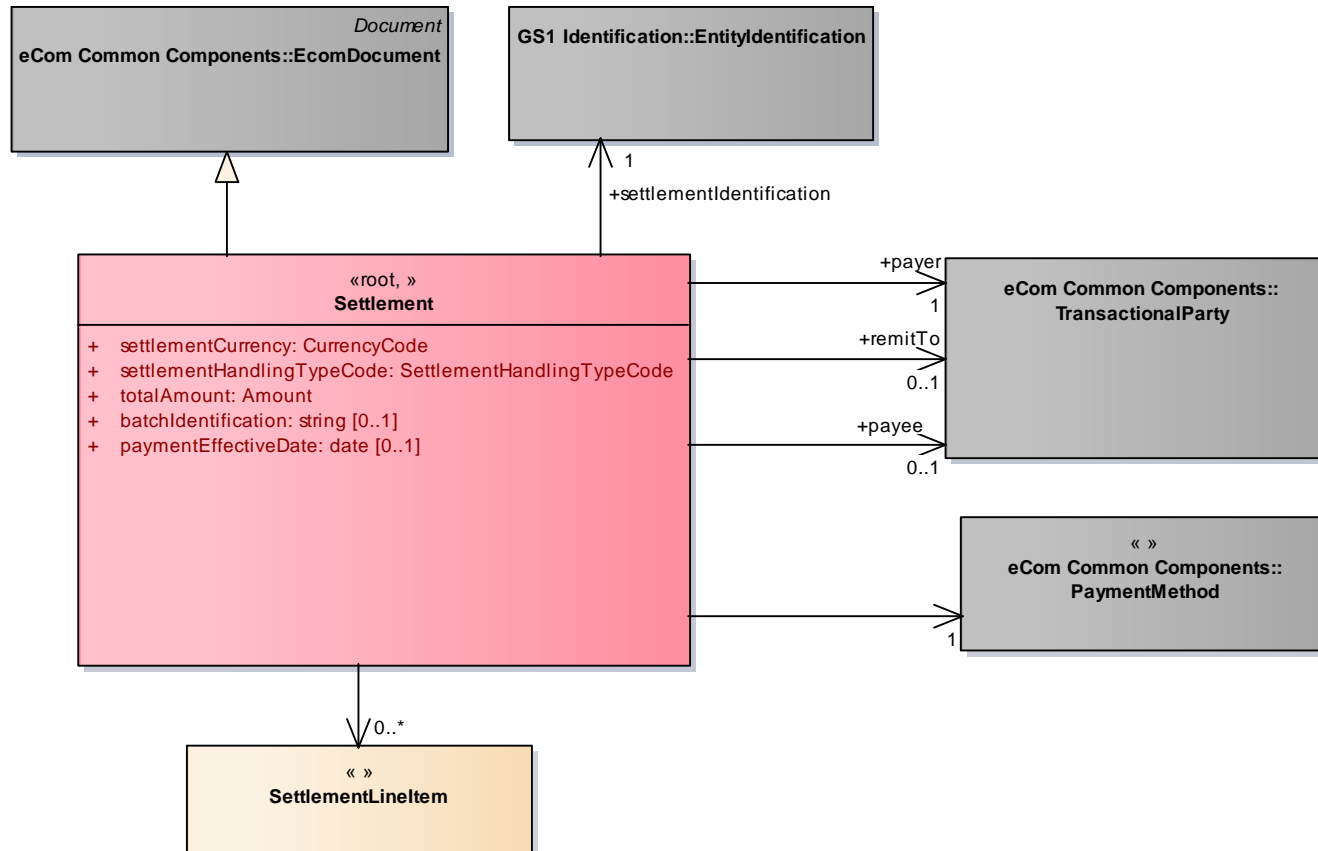 Document
eCom Common Components::EcomDocument
GS1 Identification::EntityIdentification
1
+settlementIdentification
«root, »
Settlement
+ settlementCurrency: CurrencyCode
+ settlementHandlingTypeCode: SettlementHandlingTypeCode
+ totalAmount: Amount
+ batchIdentification: string [0..1]
+ paymentEffectiveDate: date [0..1]
+payer
1
+remitTo
0..1
+payee
0..1
eCom Common Components::
TransactionalParty
« »
eCom Common Components::
PaymentMethod
1
0..*
« »
SettlementLineItem